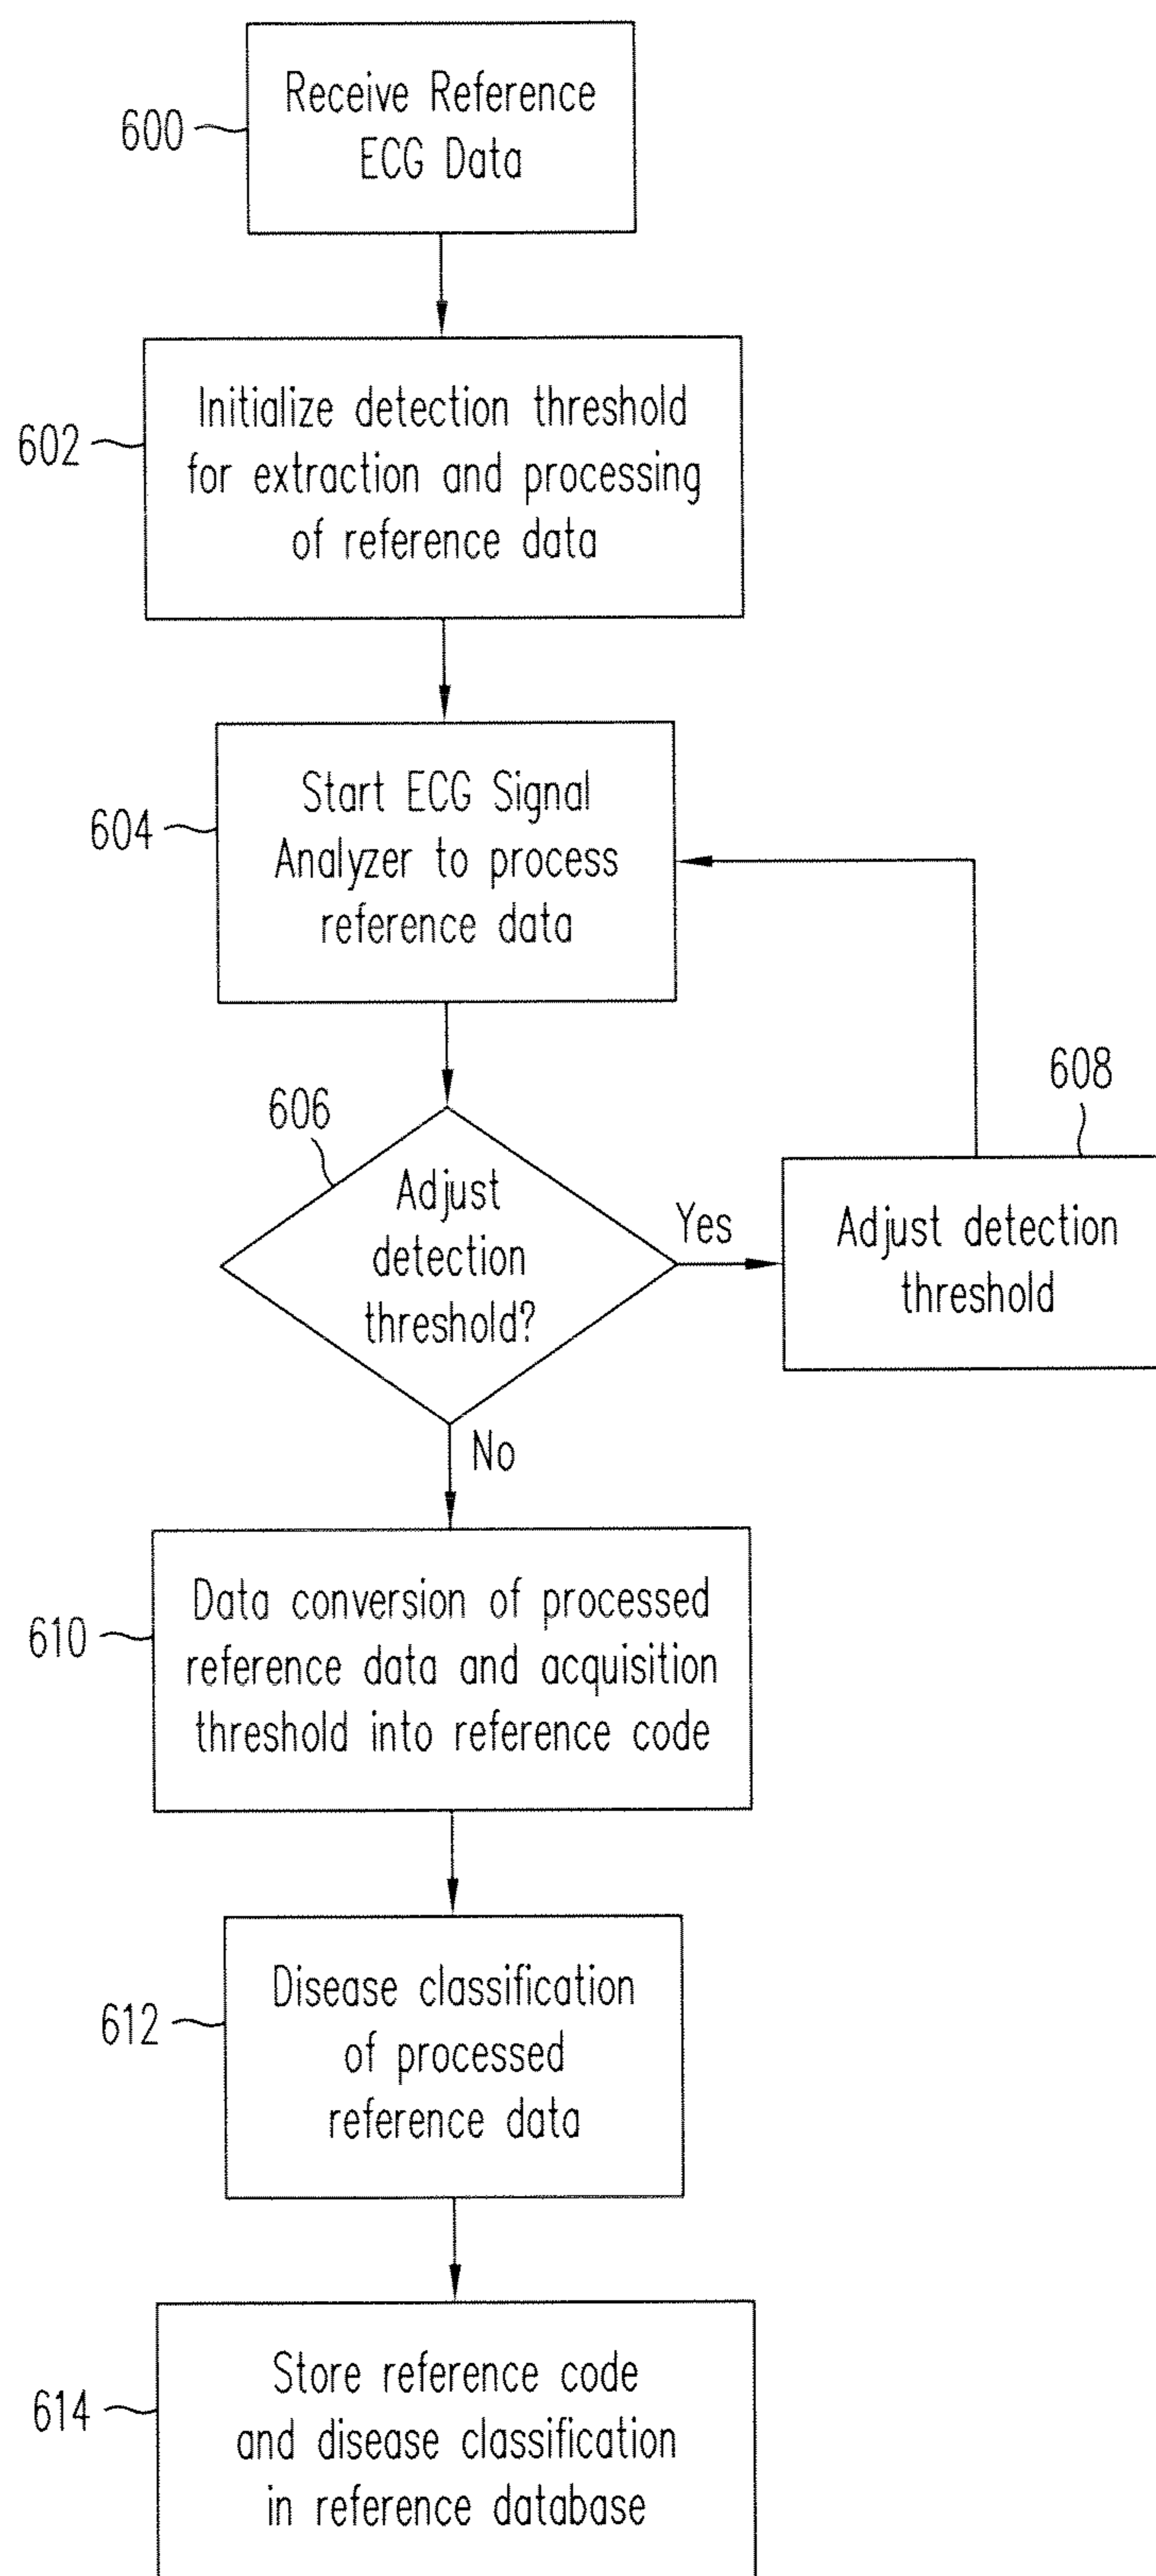 600
Receive Reference
ECG Data
602
Initialize detection threshold
for extraction and processing
of reference data
604
Start ECG Signal
Analyzer to process
reference data
606
Adjust
detection
threshold?
Yes
608
Adjust detection
threshold
No
610
Data conversion of processed
reference data and acquisition
threshold into reference code
612
Disease classification
of processed
reference data
614
Store reference code
and disease classification
in reference database